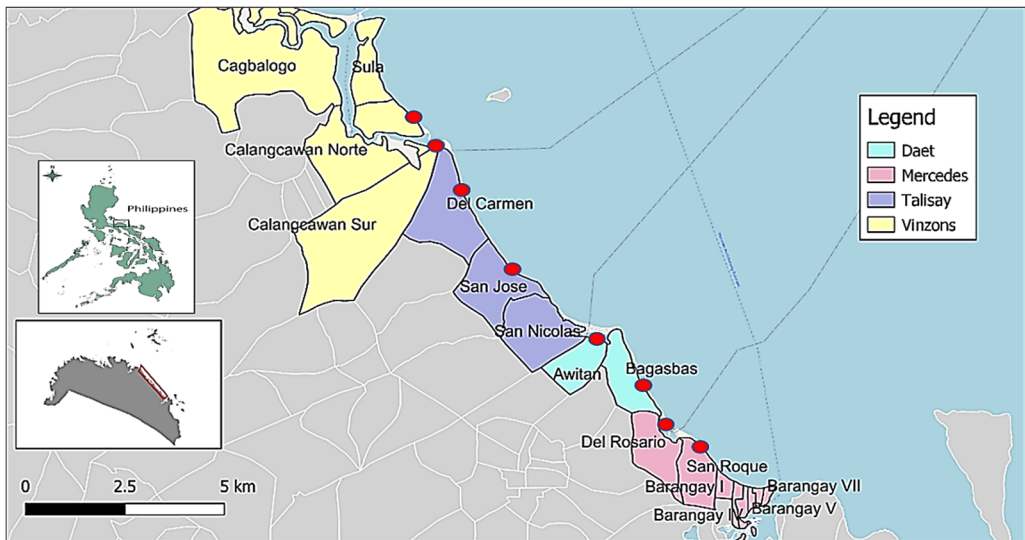 Cagbalogo
Sula
Calangcawan Norte
Calangcawan Sur
Del Carmen
San Jose
San Nicolas
Awitan
Bagasbas
Del Rosario
San Roque
Barangay I
Barangay VII
Barangay V
Barangay IV
Legend
Daet
Mercedes
Talisay
Vinzons
N
Philippines
0 2.5 5 km